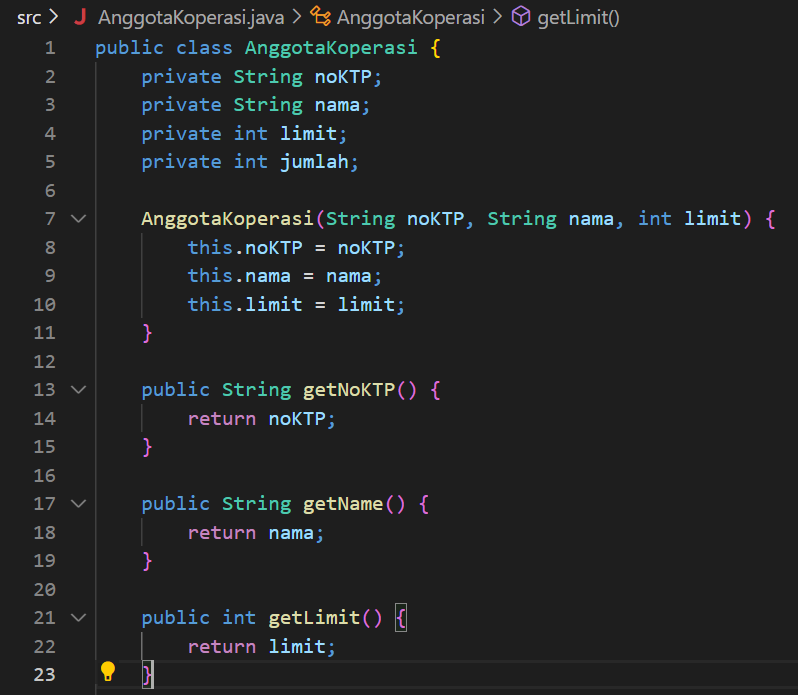 src > AnggotaKoperasi.java > AnggotaKoperasi > getLimit()
1 public class AnggotaKoperasi {
2     private String noKTP;
3     private String nama;
4     private int limit;
5     private int jumlah;
6
7     AnggotaKoperasi(String noKTP, String nama, int limit) {
8         this.noKTP = noKTP;
9         this.nama = nama;
10         this.limit = limit;
11     }
12
13     public String getNoKTP() {
14         return noKTP;
15     }
16
17     public String getName() {
18         return nama;
19     }
20
21     public int getLimit() {
22         return limit;
23     }